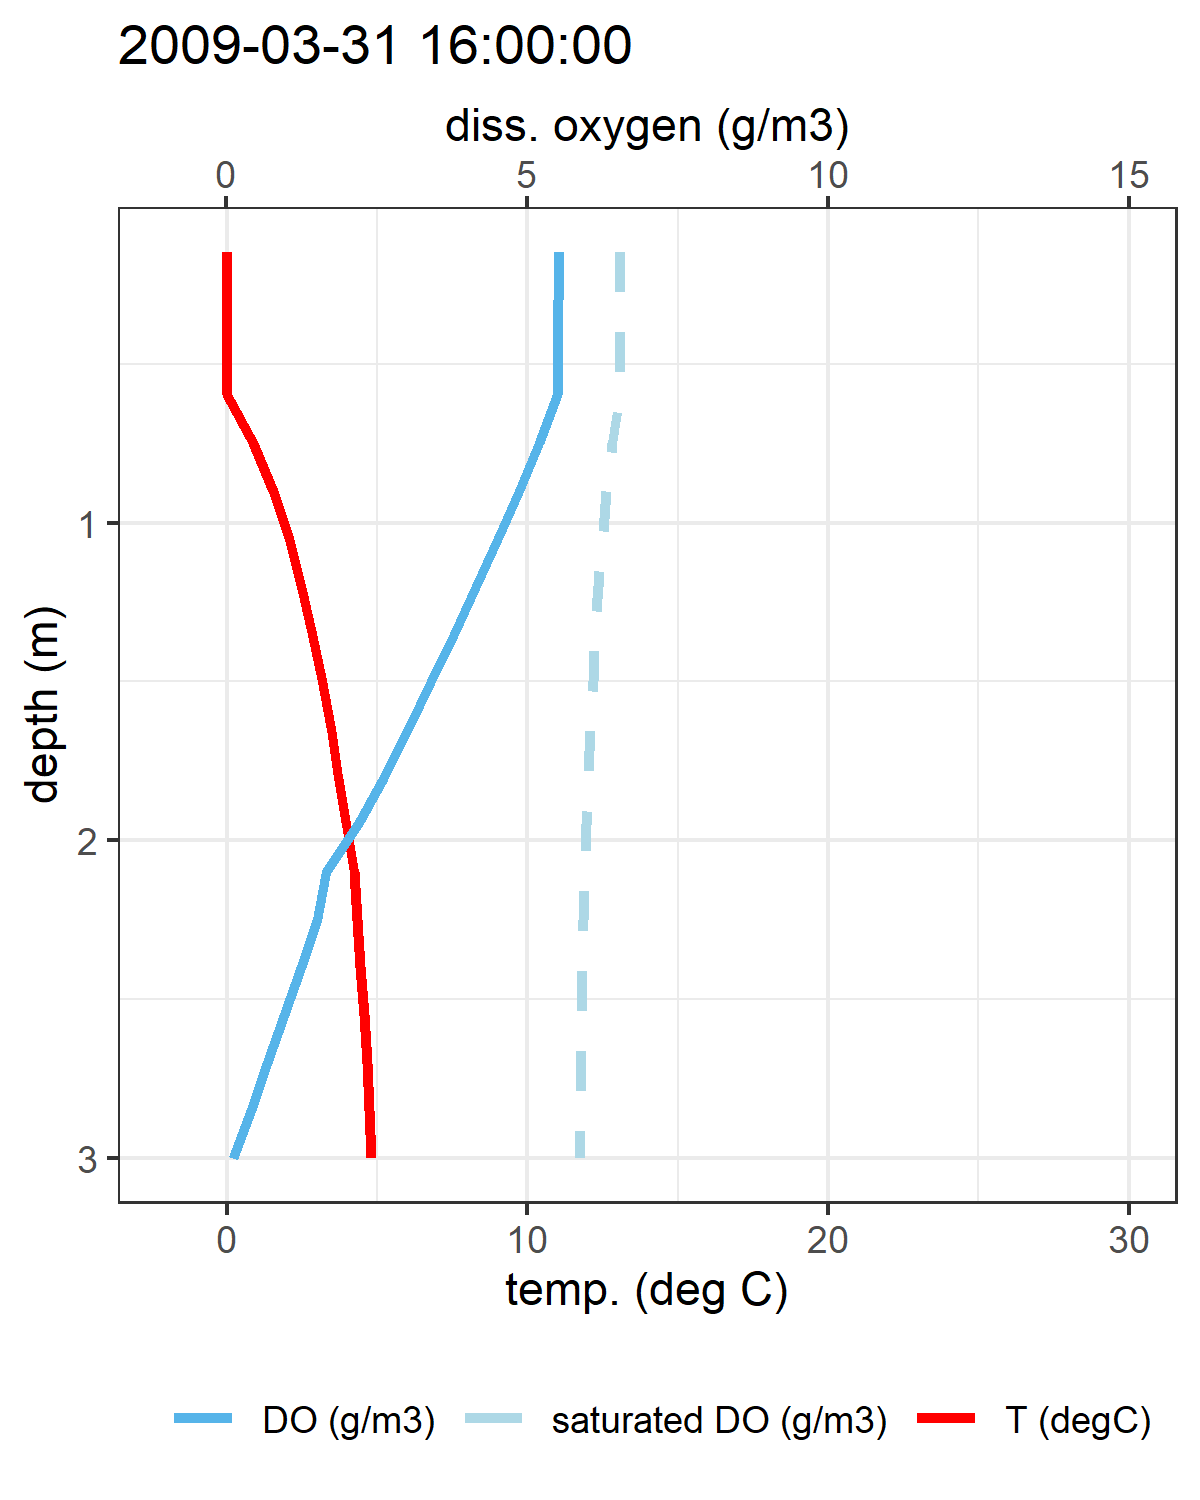 2009-03-31 16:00:00
diss. oxygen (g/m3)
0 5 10 15
depth (m)
1
2
3
0 10 20 30
temp. (deg C)
DO (g/m3) saturated DO (g/m3) T (degC)